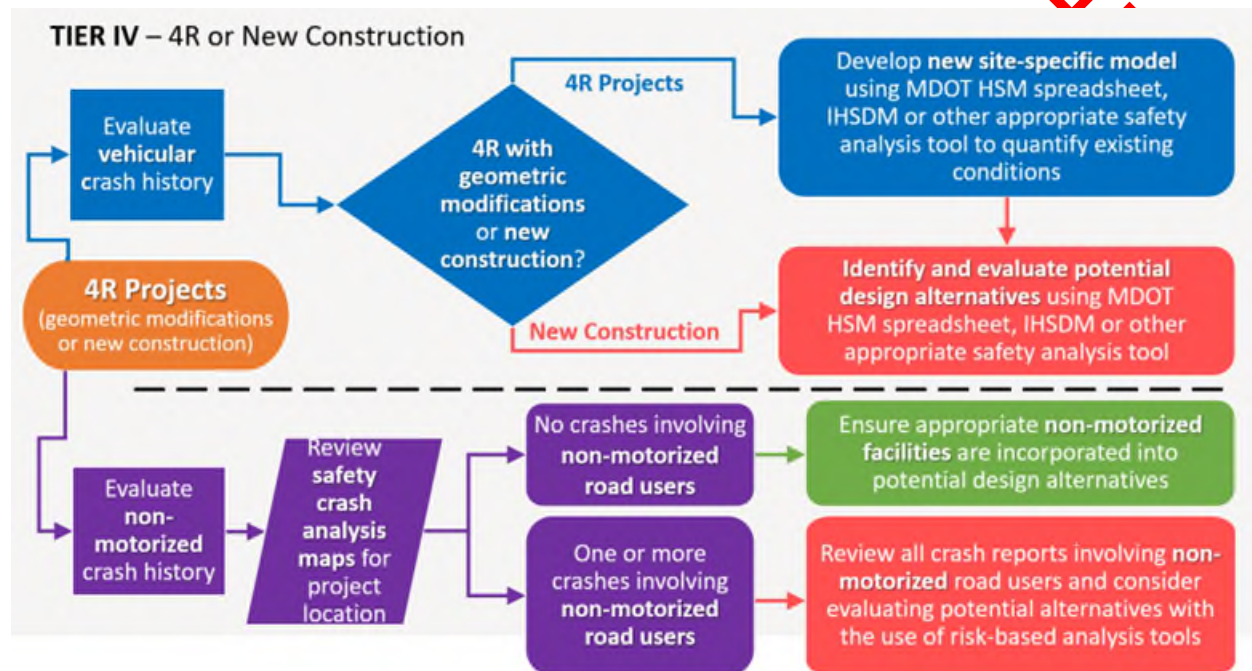 TIER IV – 4R or New Construction
Evaluate
vehicular
crash history
4R Projects
4R with
geometric
modifications
or new
construction?
Develop new site-specific model
using MDOT HSM spreadsheet,
IHSDM or other appropriate safety
analysis tool to quantify existing
conditions
4R Projects
(geometric modifications
or new construction)
New Construction
Identify and evaluate potential
design alternatives using MDOT
HSM spreadsheet, IHSDM or other
appropriate safety analysis tool
Evaluate
non-
motorized
crash history
Review
safety
crash
analysis
maps for
project
location
No crashes involving
non-motorized
road users
Ensure appropriate non-motorized
facilities are incorporated into
potential design alternatives
One or more
crashes involving
non-motorized
road users
Review all crash reports involving non-
motorized road users and consider
evaluating potential alternatives with
the use of risk-based analysis tools